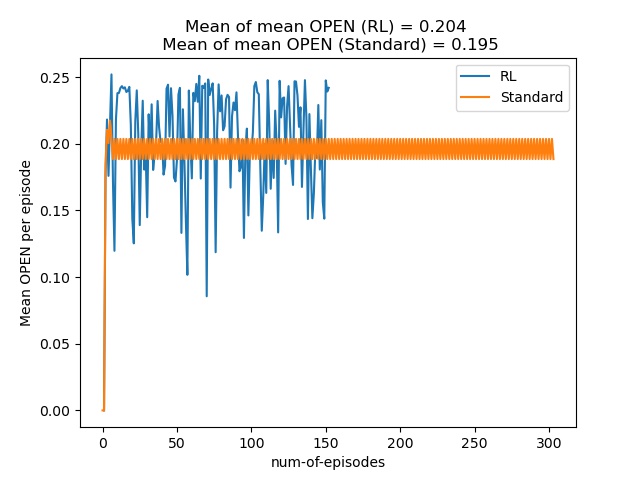 Mean of mean OPEN (RL) = 0.204
Mean of mean OPEN (Standard) = 0.195
RL
Standard
Mean OPEN per episode
0.25
0.20
0.15
0.10
0.05
0.00
0 50 100 150 200 250 300
num-of-episodes